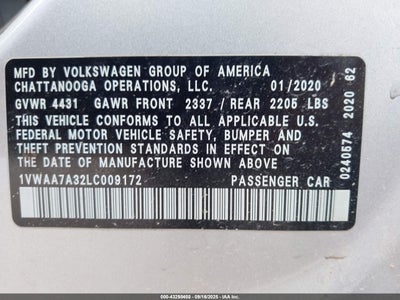 MFD BY VOLKSWAGEN GROUP OF AMERICA
CHATTANOOGA OPERATIONS, LLC. 01/2020
GVWR 4431 GAWR FRONT 2337 / REAR 2205 LBS
THIS VEHICLE CONFORMS TO ALL APPLICABLE U.S.
FEDERAL MOTOR VEHICLE SAFETY, BUMPER AND
THEFT PREVENTION STANDARDS IN EFFECT ON THE
DATE OF MANUFACTURE SHOWN ABOVE
1VWAA7A32LC009172 PASSENGER CAR
0240574 2020 62
000-43258460 - 09/18/2025 - IAA Inc.